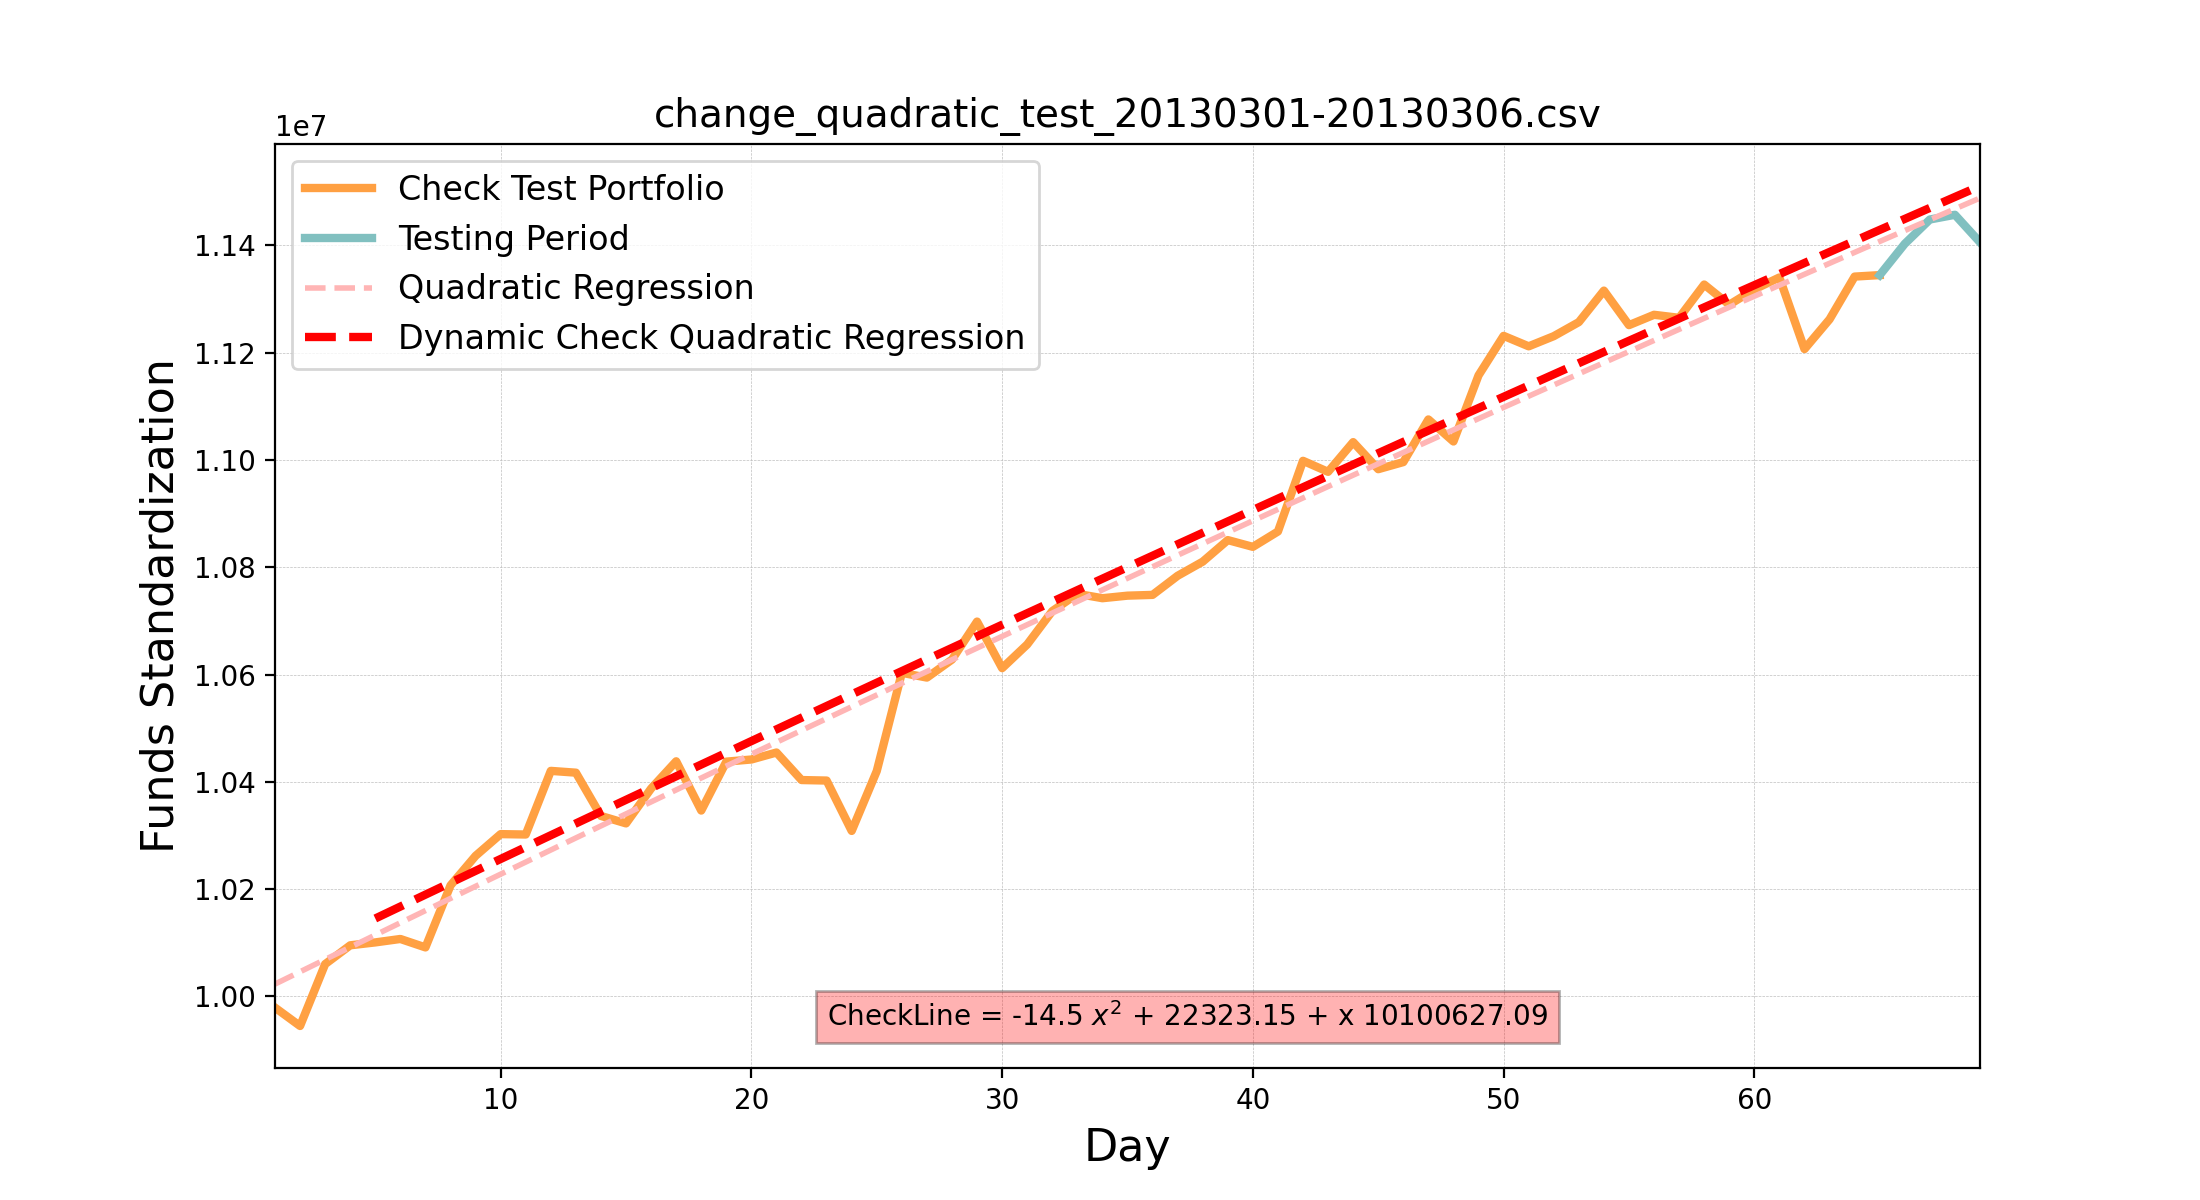 change_quadratic_test_20130301-20130306.csv
1e7
Check Test Portfolio
Testing Period
Quadratic Regression
Dynamic Check Quadratic Regression
1.14
1.12
1.10
1.08
1.06
1.04
1.02
1.00
Funds Standardization
CheckLine = -14.5 x² + 22323.15 + x 10100627.09
10 20 30 40 50 60
Day